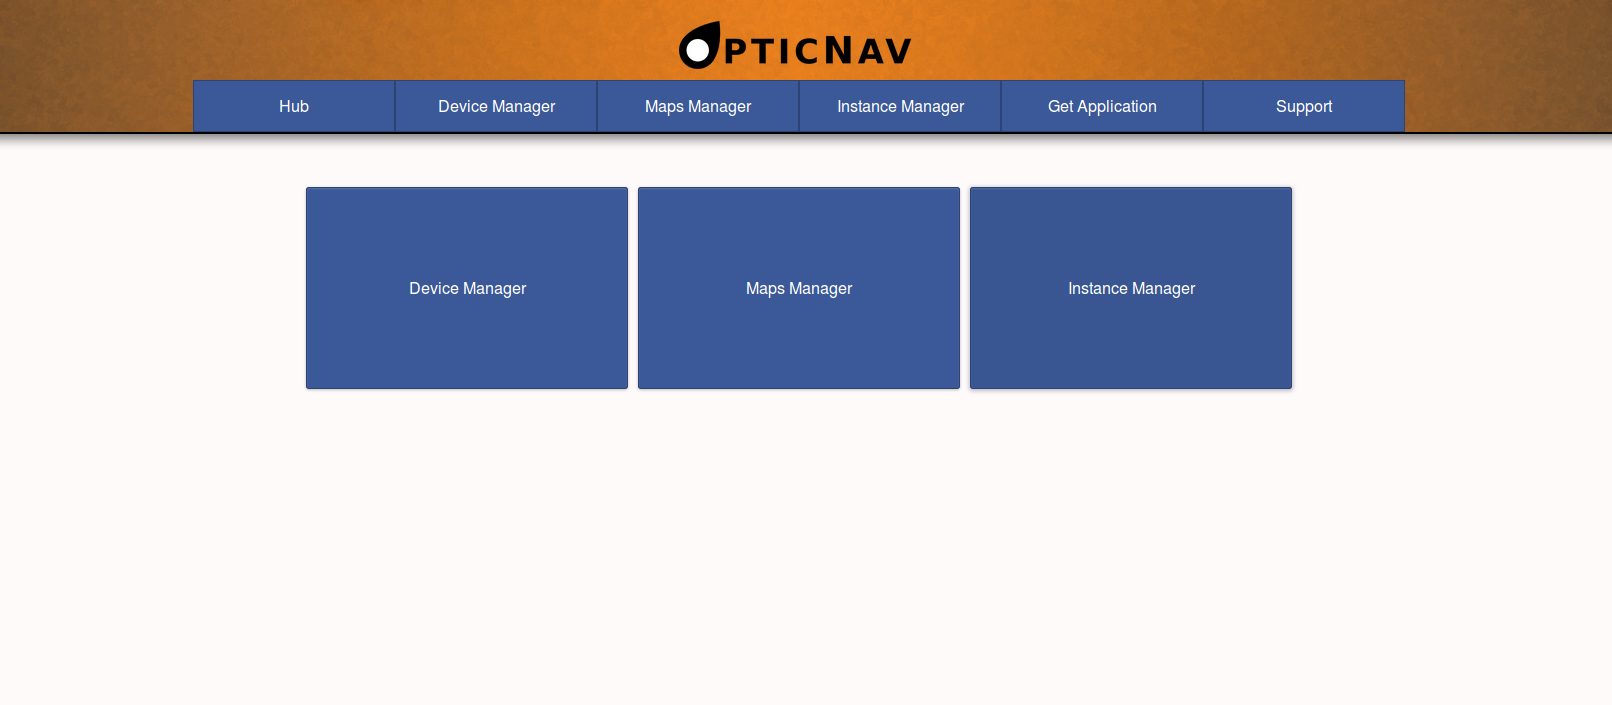 OPTICNAV
Hub Device Manager Maps Manager Instance Manager Get Application Support
Device Manager Maps Manager Instance Manager